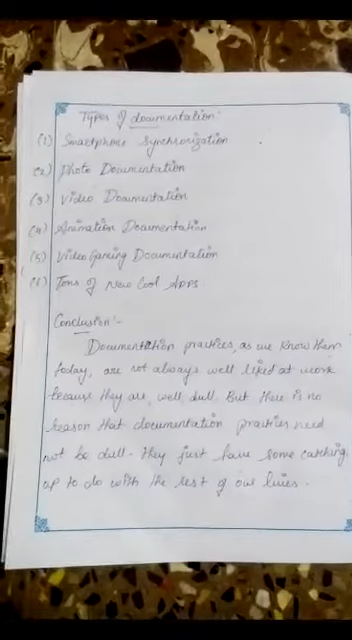 Types of documentation:
(1) Smartphone Synchronization
(2) Photo Documentation
(3) Video Documentation
(4) Animation Documentation
(5) Video Gaming Documentation
(6) Tons of New Cool Apps
Conclusion:-
Documentation practices, as we know them
today, are not always well liked at work
because they are, well, dull. But there is no
reason that documentation practices need
not be dull - they just have some catching
up to do with the rest of our lives.